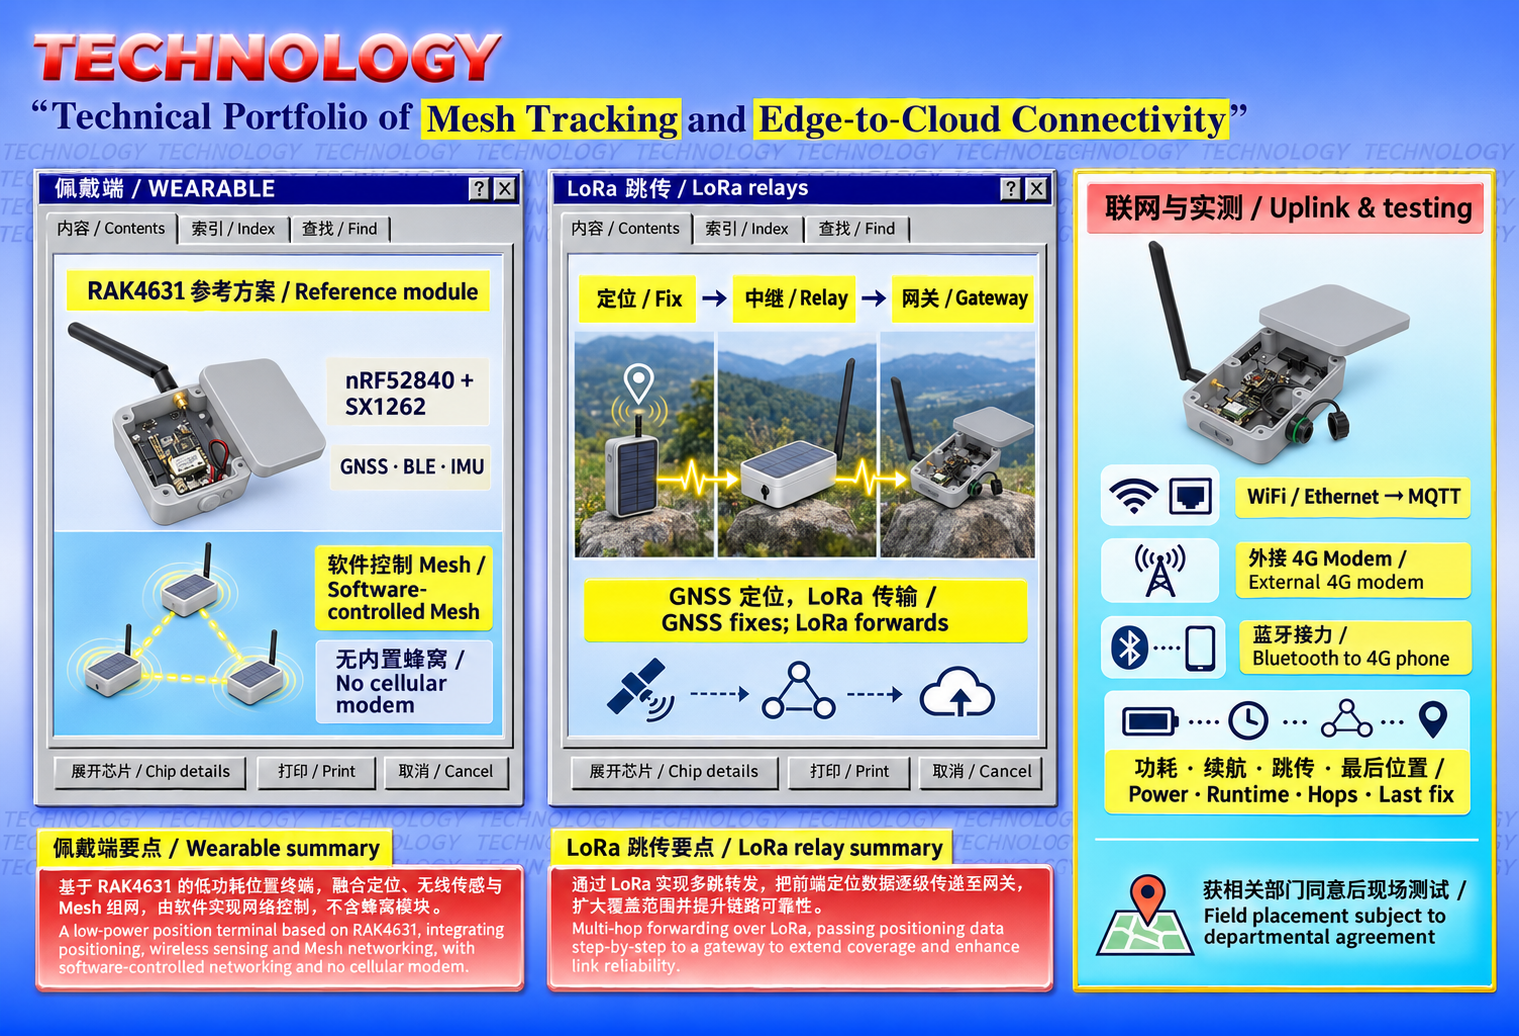 TECHNOLOGY
“Technical Portfolio of Mesh Tracking and Edge-to-Cloud Connectivity”
TECHNOLOGY TECHNOLOGY TECHNOLOGY TECHNOLOGY TECHNOLOGY TECHNOLOGY TECHNOLOGY TECHNOLOGY
佩戴端 / WEARABLE
? X
内容 / Contents
索引 / Index
查找 / Find
RAK4631 参考方案 / Reference module
nRF52840 +
SX1262
GNSS · BLE · IMU
软件控制 Mesh /
Software-
controlled Mesh
无内置蜂窝 /
No cellular
modem
展开芯片 / Chip details
打印 / Print
取消 / Cancel
佩戴端要点 / Wearable summary
基于 RAK4631 的低功耗位置终端，融合定位、无线传感与
Mesh 组网，由软件实现网络控制，不含蜂窝模块。
A low-power position terminal based on RAK4631, integrating
positioning, wireless sensing and Mesh networking, with
software-controlled networking and no cellular modem.
LoRa 跳传 / LoRa relays
? X
内容 / Contents
索引 / Index
查找 / Find
定位 / Fix → 中继 / Relay → 网关 / Gateway
GNSS 定位，LoRa 传输 /
GNSS fixes; LoRa forwards
展开芯片 / Chip details
打印 / Print
取消 / Cancel
LoRa 跳传要点 / LoRa relay summary
通过 LoRa 实现多跳转发，把前端定位数据逐级传递至网关，
扩大覆盖范围并提升链路可靠性。
Multi-hop forwarding over LoRa, passing positioning data
step-by-step to a gateway to extend coverage and enhance
link reliability.
联网与实测 / Uplink & testing
WiFi / Ethernet → MQTT
外接 4G Modem /
External 4G modem
蓝牙接力 /
Bluetooth to 4G phone
功耗 · 续航 · 跳传 · 最后位置 /
Power · Runtime · Hops · Last fix
获相关部门同意后现场测试 /
Field placement subject to
departmental agreement